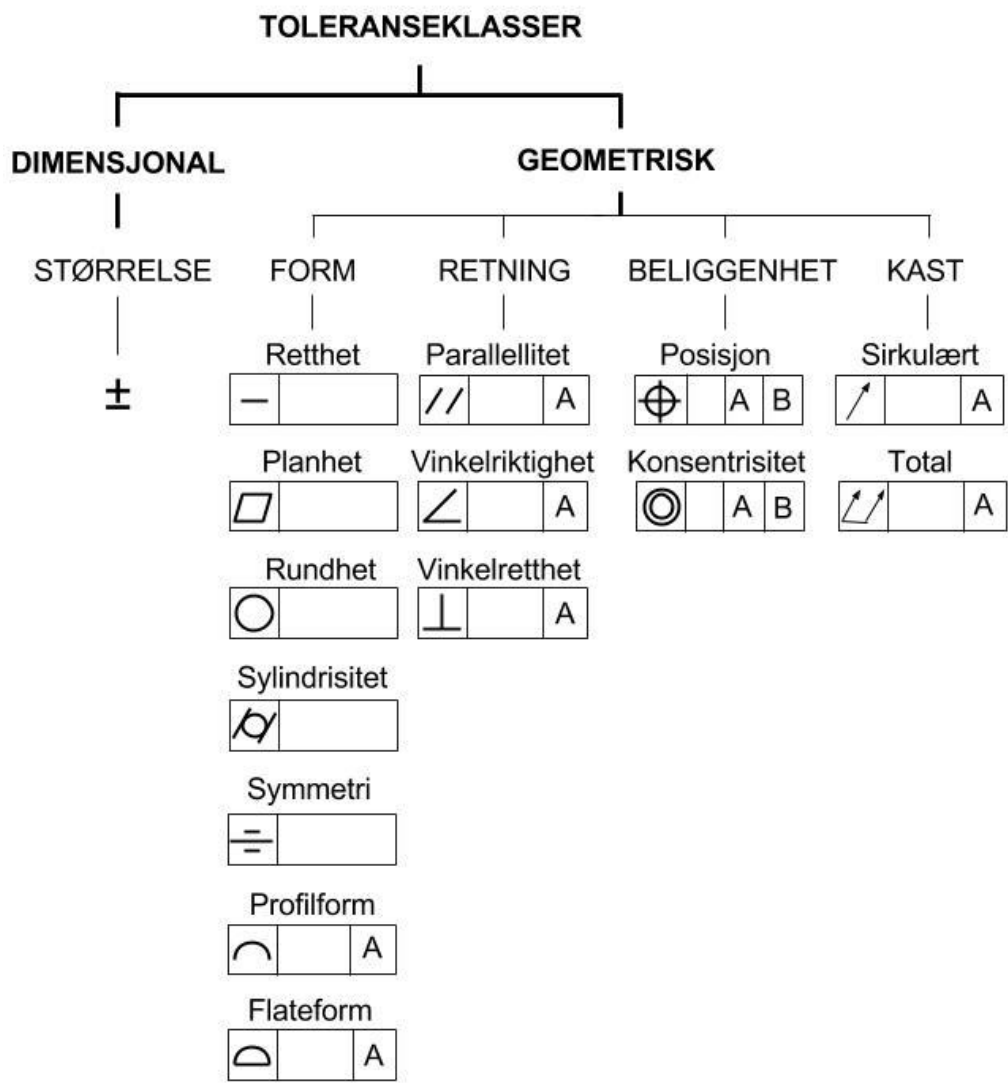 TOLERANSEKLASSER
DIMENSJONAL GEOMETRISK
STØRRELSE FORM RETNING BELIGGENHET KAST
±
Retthet Parallellitet Posisjon Sirkulært
A A B A
Planhet Vinkelriktighet Konsentrisitet Total
A A B A
Rundhet Vinkelretthet
A
Sylindrisitet
Symmetri
Profilform
A
Flateform
A